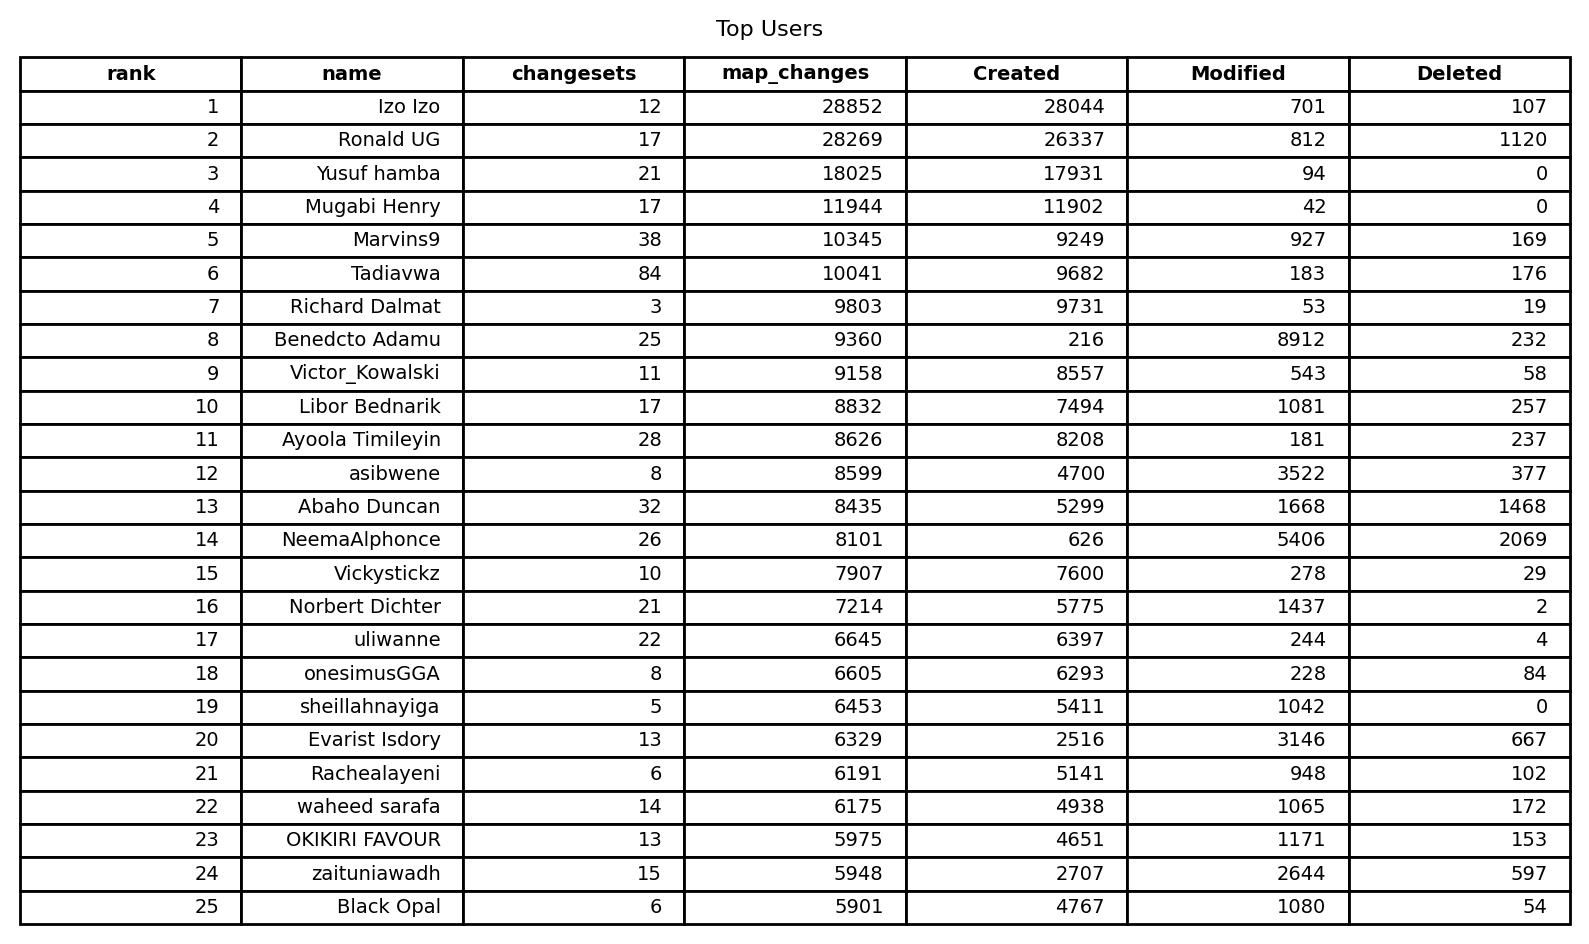 Top Users
rank name changesets map_changes Created Modified Deleted
1 Izo Izo 12 28852 28044 701 107
2 Ronald UG 17 28269 26337 812 1120
3 Yusuf hamba 21 18025 17931 94 0
4 Mugabi Henry 17 11944 11902 42 0
5 Marvins9 38 10345 9249 927 169
6 Tadiavwa 84 10041 9682 183 176
7 Richard Dalmat 3 9803 9731 53 19
8 Benedcto Adamu 25 9360 216 8912 232
9 Victor_Kowalski 11 9158 8557 543 58
10 Libor Bednarik 17 8832 7494 1081 257
11 Ayoola Timileyin 28 8626 8208 181 237
12 asibwene 8 8599 4700 3522 377
13 Abaho Duncan 32 8435 5299 1668 1468
14 NeemaAlphonce 26 8101 626 5406 2069
15 Vickystickz 10 7907 7600 278 29
16 Norbert Dichter 21 7214 5775 1437 2
17 uliwanne 22 6645 6397 244 4
18 onesimusGGA 8 6605 6293 228 84
19 sheillahnayiga 5 6453 5411 1042 0
20 Evarist Isdory 13 6329 2516 3146 667
21 Rachealayeni 6 6191 5141 948 102
22 waheed sarafa 14 6175 4938 1065 172
23 OKIKIRI FAVOUR 13 5975 4651 1171 153
24 zaituniawadh 15 5948 2707 2644 597
25 Black Opal 6 5901 4767 1080 54